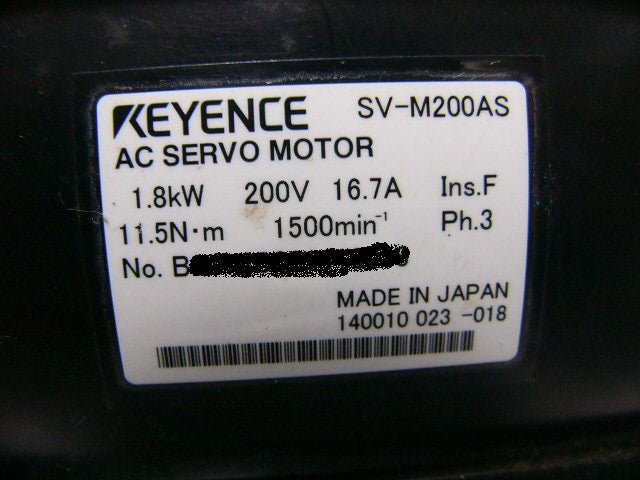 KEYENCE SV-M200AS
AC SERVO MOTOR
1.8kW 200V 16.7A Ins.F
11.5N·m 1500min⁻¹ Ph.3
No. B
MADE IN JAPAN
140010 023 -018